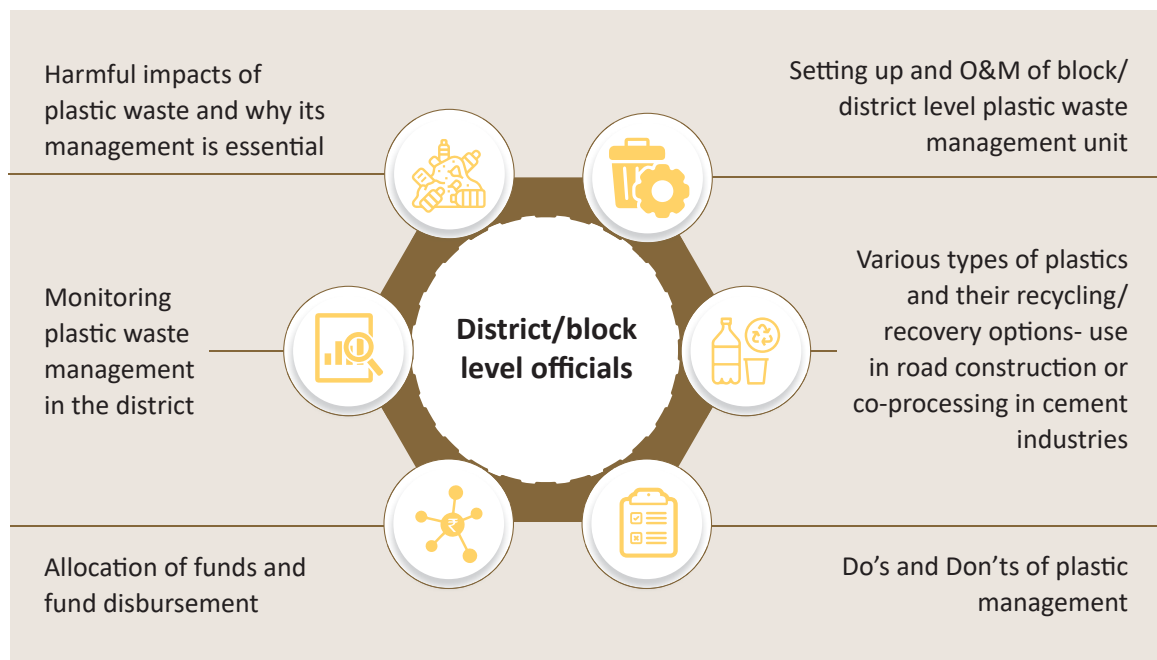 Harmful impacts of
plastic waste and why its
management is essential
Setting up and O&M of block/
district level plastic waste
management unit
Monitoring
plastic waste
management
in the district
District/block
level officials
Various types of plastics
and their recycling/
recovery options- use
in road construction or
co-processing in cement
industries
₹
Allocation of funds and
fund disbursement
Do’s and Don’ts of plastic
management